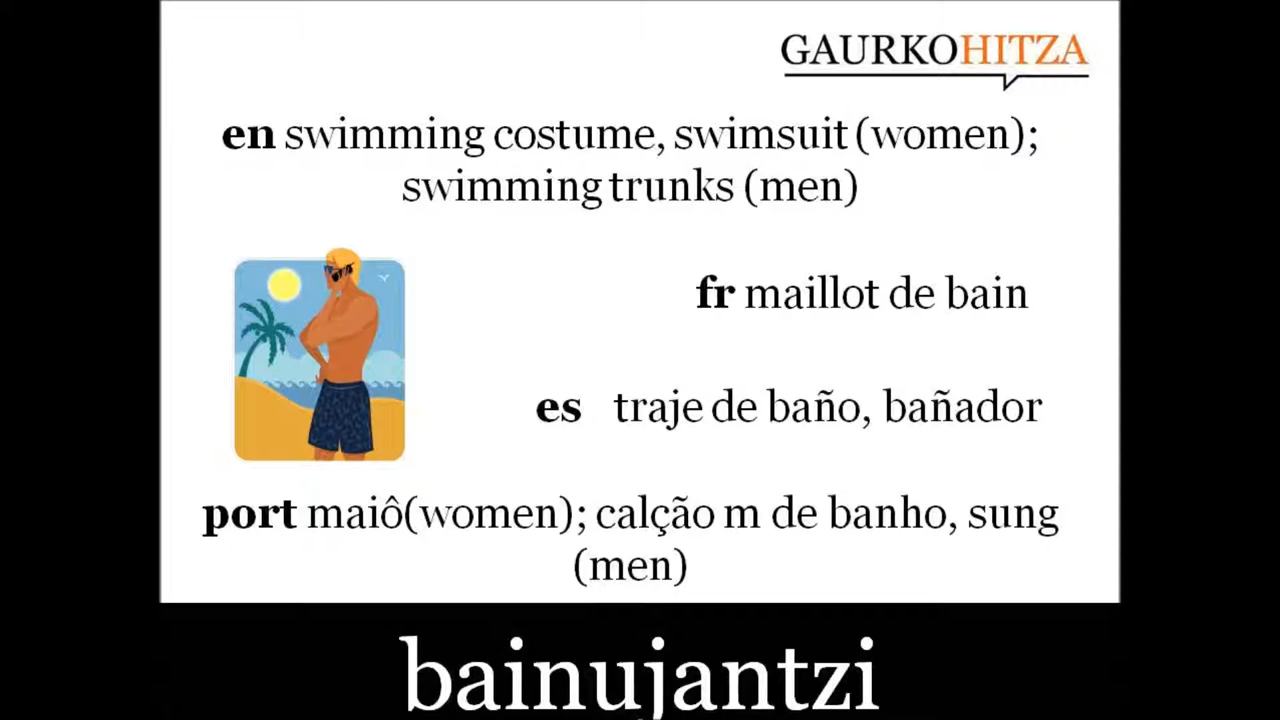 GAURKOHITZA
en swimming costume, swimsuit (women);
swimming trunks (men)
fr maillot de bain
es traje de baño, bañador
port maiô(women); calção m de banho, sung
(men)
bainujantzi